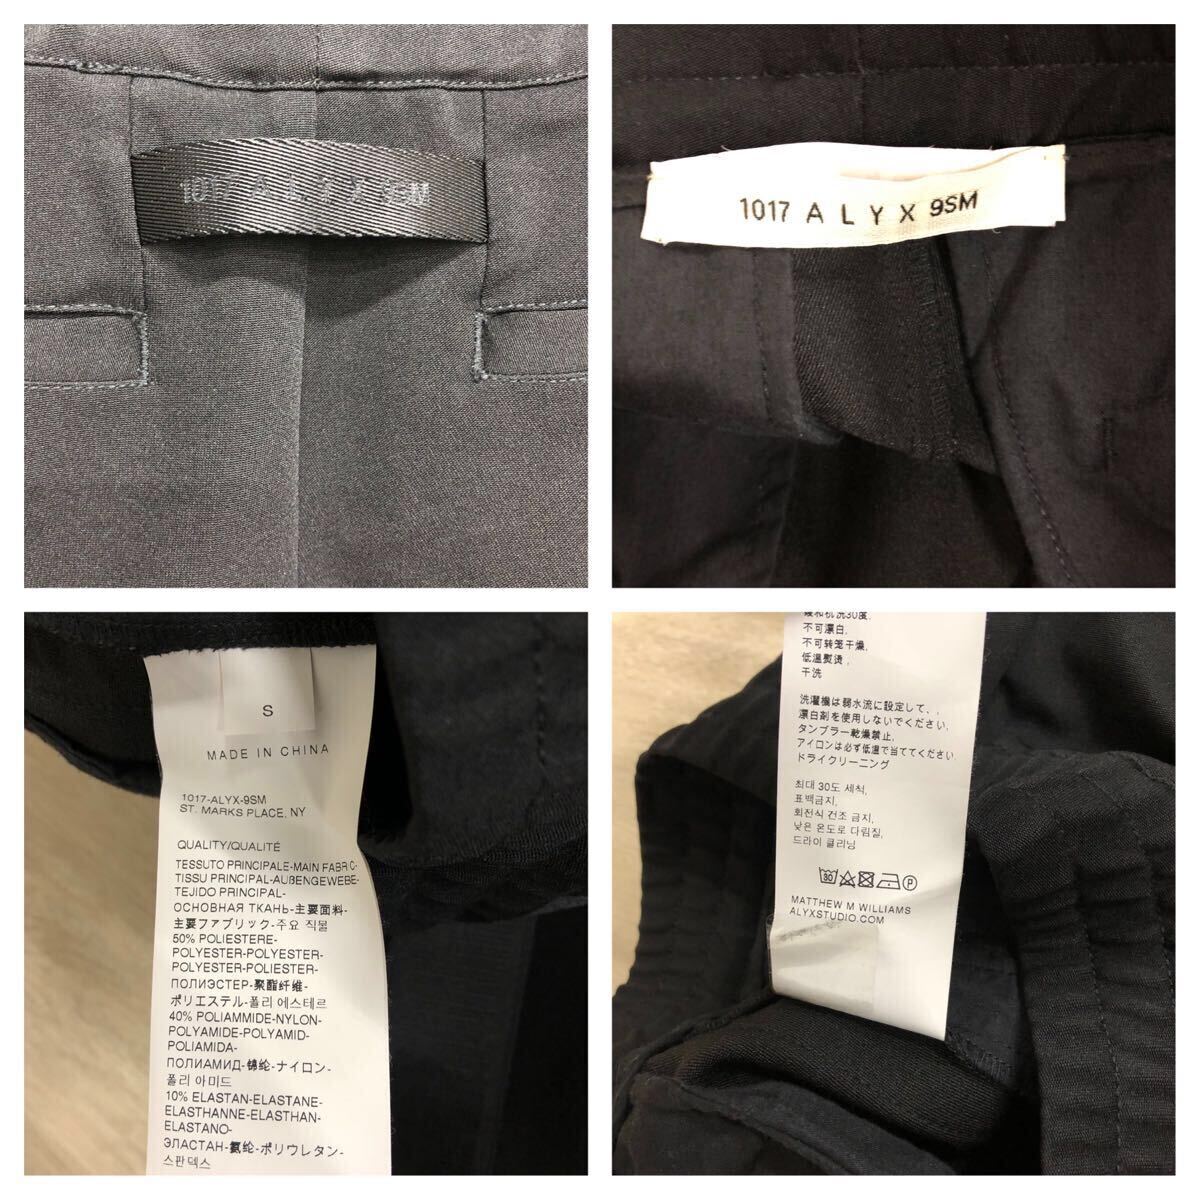 1017 A L Y X 9SM
1017 A L Y X 9SM
S
MADE IN CHINA
1017-ALYX-9SM
ST. MARKS PLACE, NY
QUALITY/QUALITÉ
TESSUTO PRINCIPALE-MAIN FABRIC-
TISSU PRINCIPAL-AUßENGEWEBE-
TEJIDO PRINCIPAL-
ОСНОВНАЯ ТКАНЬ-主要面料-
主要ファブリック-주요 직물
50% POLIESTERE-
POLYESTER-POLYESTER-
POLYESTER-POLIESTER-
ПОЛИЭСТЕР-聚酯纤维-
ポリエステル-폴리 에스테르
40% POLIAMMIDE-NYLON-
POLYAMIDE-POLYAMID-
POLIAMIDA-
ПОЛИАМИД-锦纶-ナイロン-
폴리 아미드
10% ELASTAN-ELASTANE-
ELASTHANNE-ELASTHAN-
ELASTANO-
ЭЛАСТАН-氨纶-ポリウレタン-
스판덱스
缓和机洗30度,
不可漂白,
不可转笼干燥,
低温熨烫,
干洗
洗濯機は弱水流に設定して、,
漂白剤を使用しないでください,
タンブラー乾燥禁止,
アイロンは必ず低温で当ててください
ドライクリーニング
최대 30도 세척,
표백금지,
회전식 건조 금지,
낮은 온도로 다림질,
드라이 클리닝
30 P
MATTHEW M WILLIAMS
ALYXSTUDIO.COM